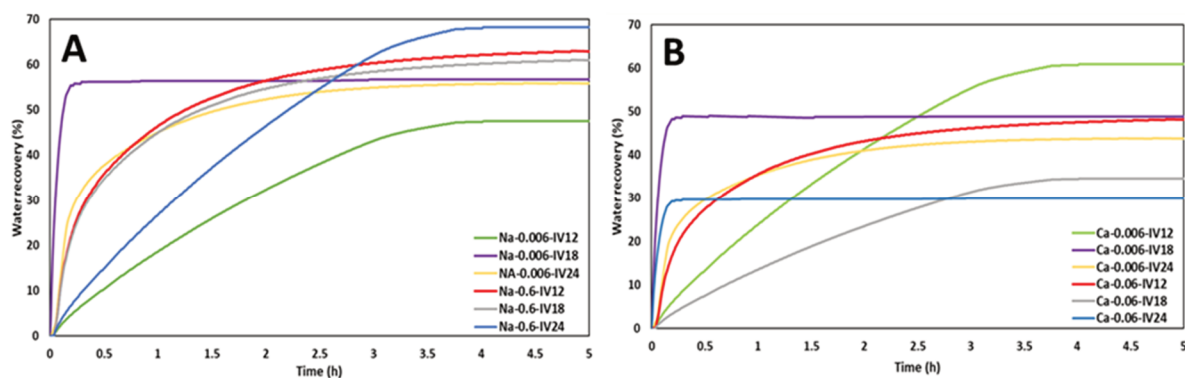 A
Water recovery (%)
70
60
50
40
30
20
10
0
0 0.5 1 1.5 2 2.5 3 3.5 4 4.5 5
Time (h)
Na-0.006-IV12
Na-0.006-IV18
NA-0.006-IV24
Na-0.6-IV12
Na-0.6-IV18
Na-0.6-IV24
B
Water recovery (%)
70
60
50
40
30
20
10
0
0 0.5 1 1.5 2 2.5 3 3.5 4 4.5 5
Time (h)
Ca-0.006-IV12
Ca-0.006-IV18
Ca-0.006-IV24
Ca-0.06-IV12
Ca-0.06-IV18
Ca-0.06-IV24